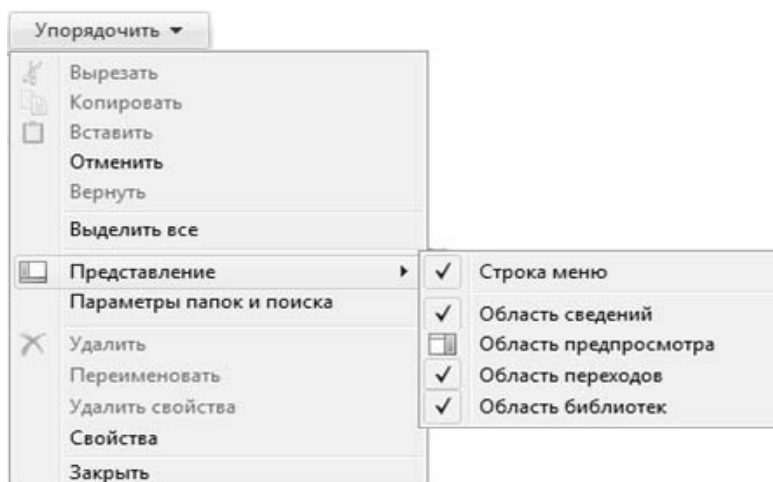 Упорядочить
Вырезать
Копировать
Вставить
Отменить
Вернуть
Выделить все
Представление
Параметры папок и поиска
Удалить
Переименовать
Удалить свойства
Свойства
Закрыть
Строка меню
Область сведений
Область предпросмотра
Область переходов
Область библиотек